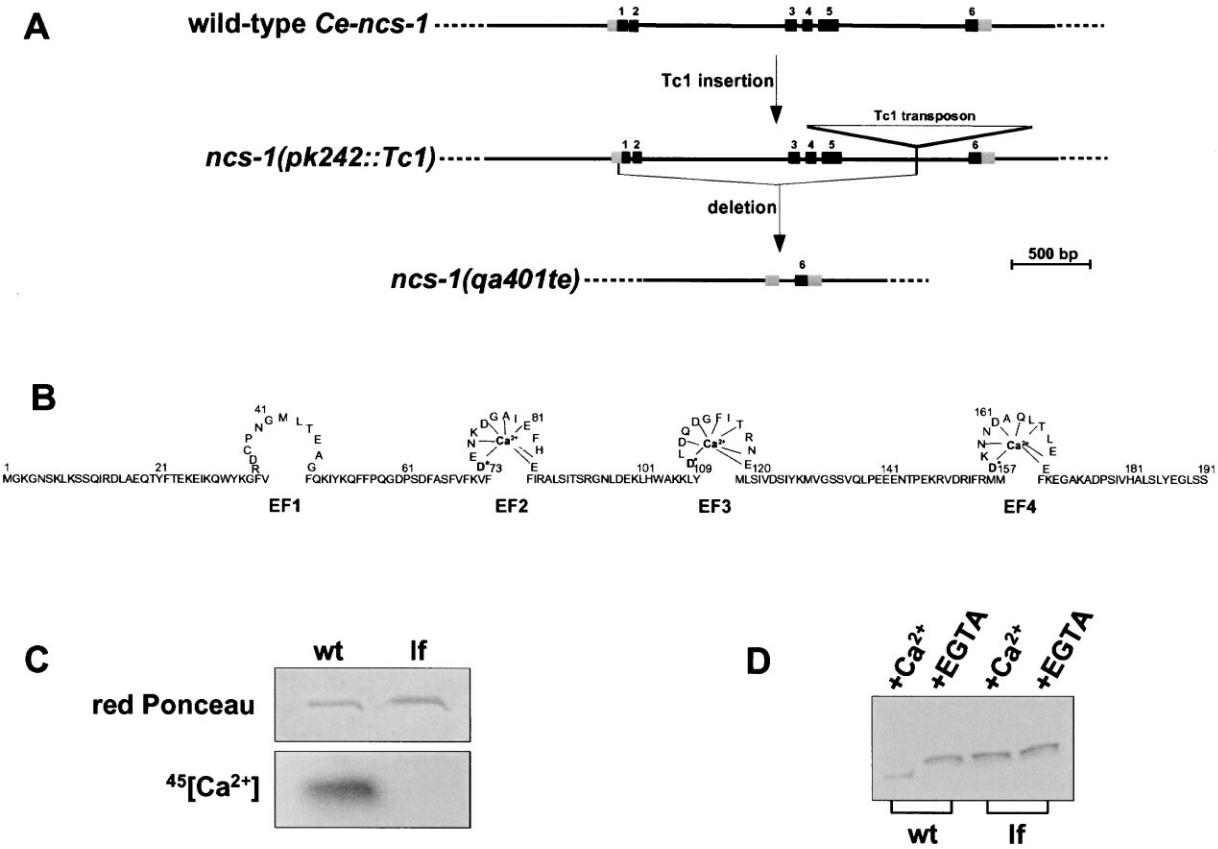 A
wild-type Ce-ncs-1
1 2 3 4 5 6
Tc1 insertion
Tc1 transposon
ncs-1(pk242::Tc1)
1 2 3 4 5 6
deletion
500 bp
ncs-1(qa401te)
6
B
41
D C P N G M L T E A
R G
EF1
D* E N K D G A I E F H E
Ca2+
73 81
EF2
D* L D Q D G F I T R N E
Ca2+
109 120
EF3
D* K N N D A Q L T L E E
Ca2+
157 161
EF4
1 21 61 101 141 181 191
MGKGNSKLKSSQIRDLAEQTYFTEKEIKQWYKGFV FQKIYKQFFPQGDPSDFASFVFKVF FIRALSITSRGNLDEKLHWAKKLY MLSIVDSIYKMVGSSVQLPEEENTPEKRVDRIFRMM FKEGAKADPSIVHALSLYEGLSS
C
wt lf
red Ponceau
45[Ca2+]
D
+Ca2+ +EGTA +Ca2+ +EGTA
wt lf